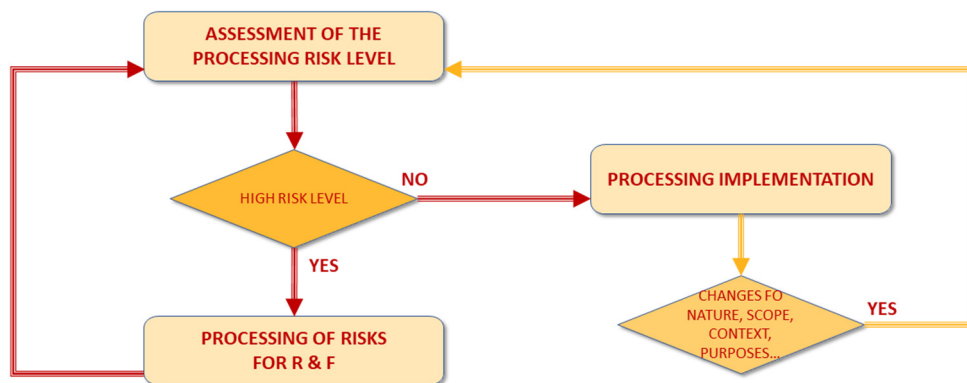 ASSESSMENT OF THE
PROCESSING RISK LEVEL
HIGH RISK LEVEL
NO
PROCESSING IMPLEMENTATION
YES
PROCESSING OF RISKS
FOR R & F
CHANGES FO
NATURE, SCOPE,
CONTEXT,
PURPOSES...
YES